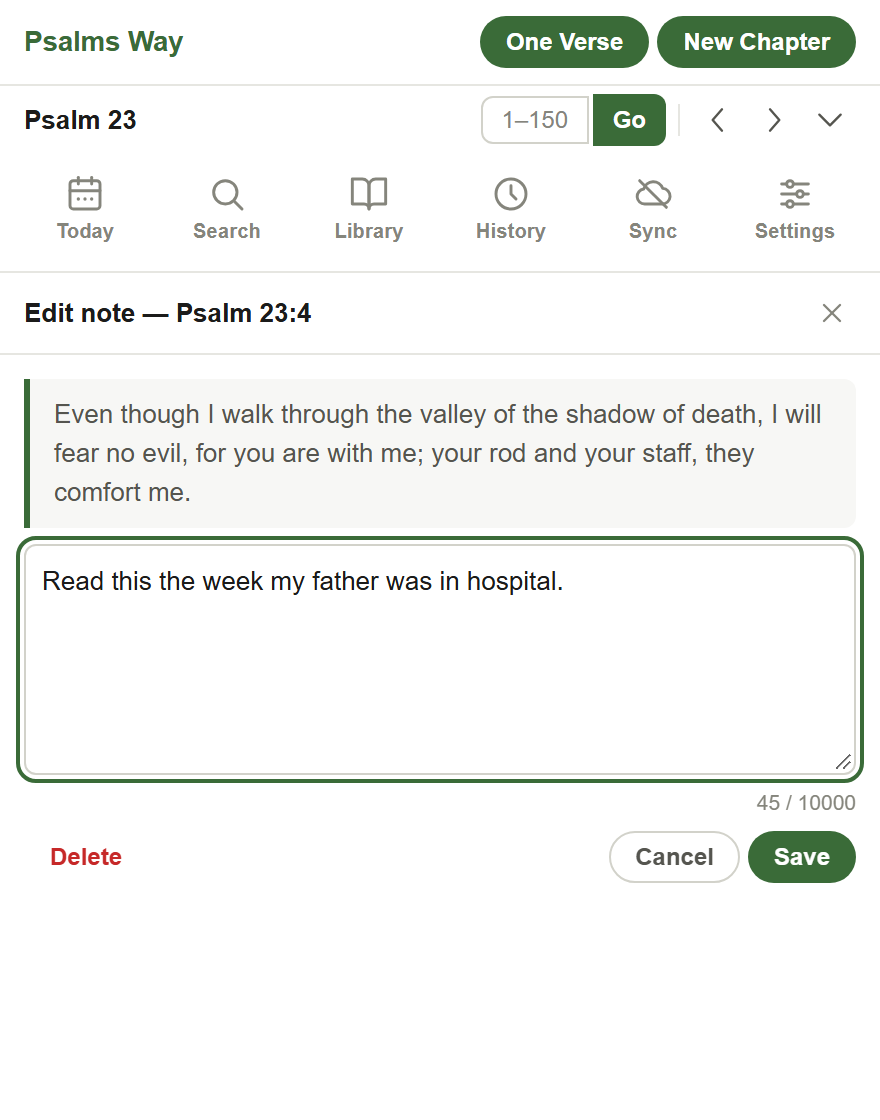 Psalms Way
One Verse
New Chapter
Psalm 23
1–150
Go
Today
Search
Library
History
Sync
Settings
Edit note — Psalm 23:4
Even though I walk through the valley of the shadow of death, I will
fear no evil, for you are with me; your rod and your staff, they
comfort me.
Read this the week my father was in hospital.
45 / 10000
Delete
Cancel
Save